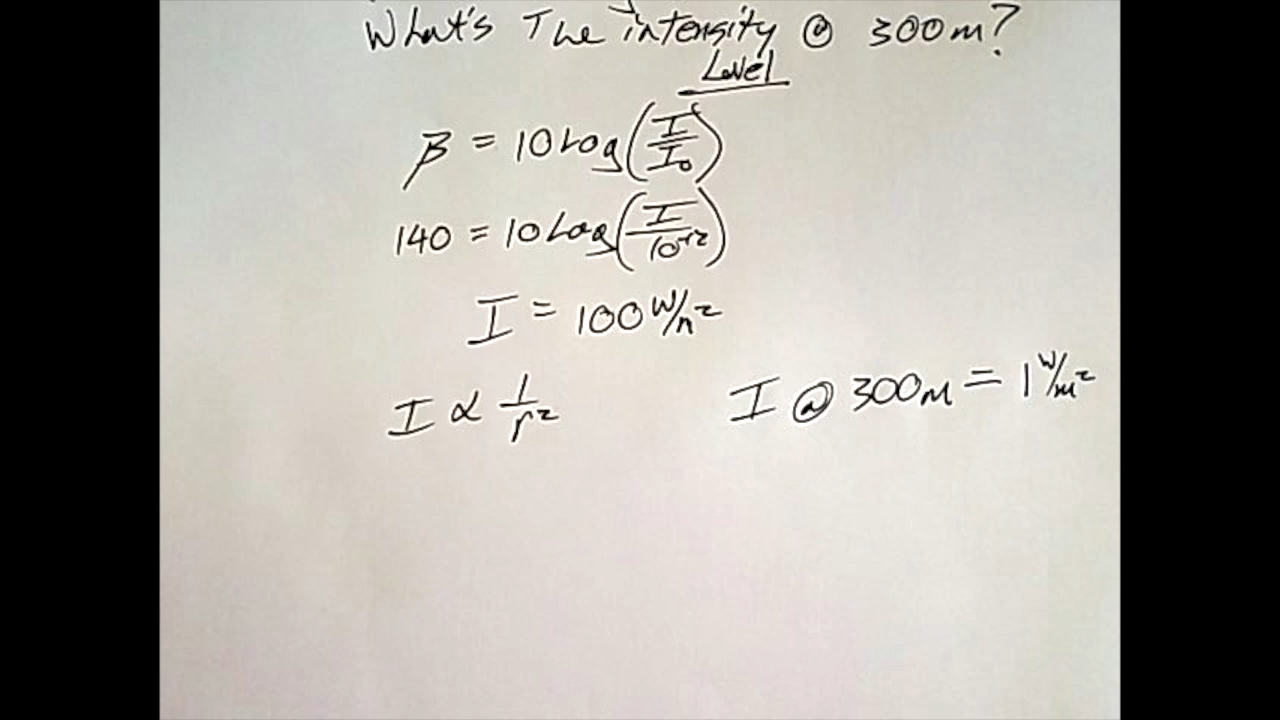 What's The intensity @ 300m?
Level
β = 10 Log(I/I₀)
140 = 10 Log(I/10⁻¹²)
I = 100 W/m²
I ∝ 1/r²
I @ 300m = 1 W/m²